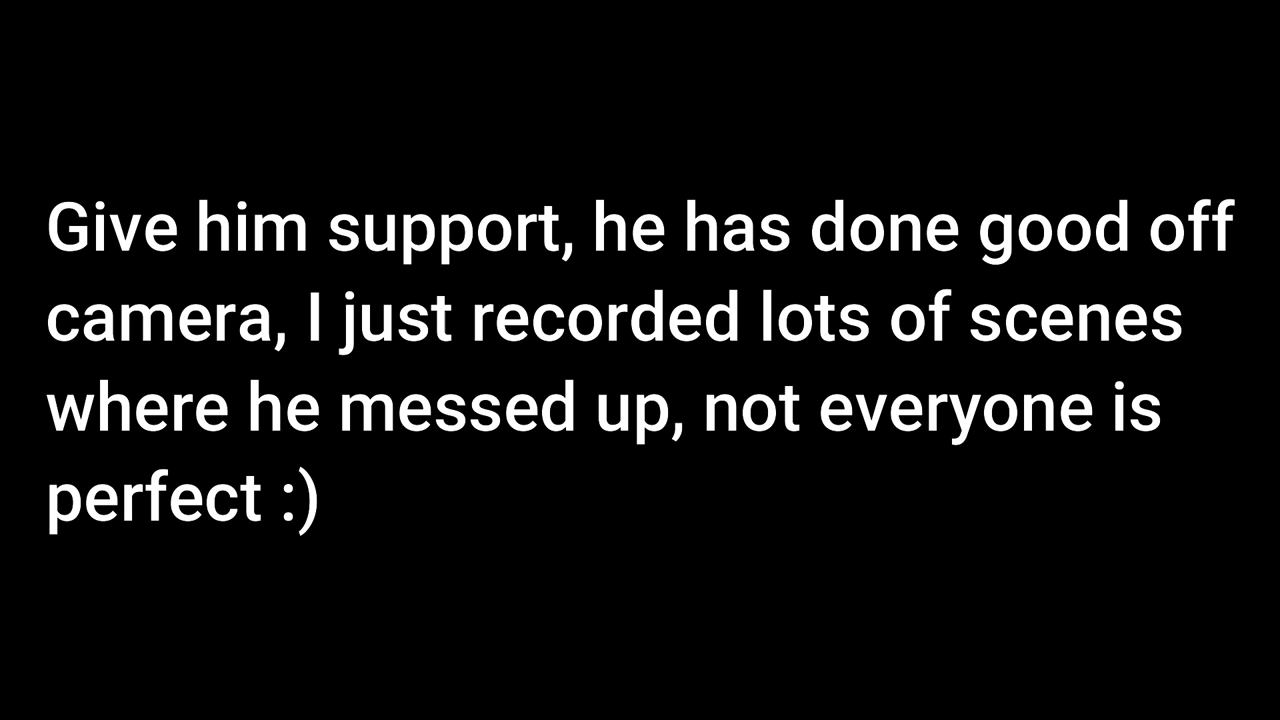 Give him support, he has done good off
camera, I just recorded lots of scenes
where he messed up, not everyone is
perfect :)